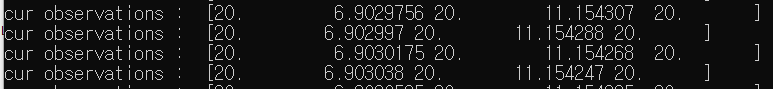 cur observations :  [20.         6.9029756 20.        11.154307  20.       ]
cur observations :  [20.        6.902997 20.       11.154288 20.      ]
cur observations :  [20.         6.9030175 20.        11.154268  20.       ]
cur observations :  [20.        6.903038 20.       11.154247 20.      ]